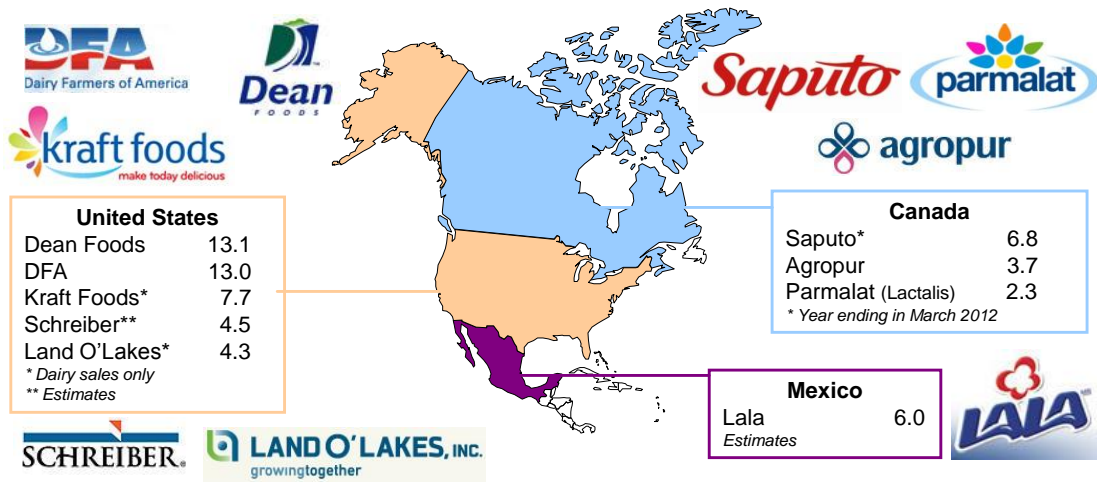 DFA
Dairy Farmers of America
Dean
FOODS
kraft foods
make today delicious
Saputo
parmalat
agropur
United States
Dean Foods 13.1
DFA 13.0
Kraft Foods* 7.7
Schreiber** 4.5
Land O'Lakes* 4.3
* Dairy sales only
** Estimates
Canada
Saputo* 6.8
Agropur 3.7
Parmalat (Lactalis) 2.3
* Year ending in March 2012
Mexico
Lala 6.0
Estimates
LALA
SCHREIBER®
LAND O'LAKES, INC.
growingtogether